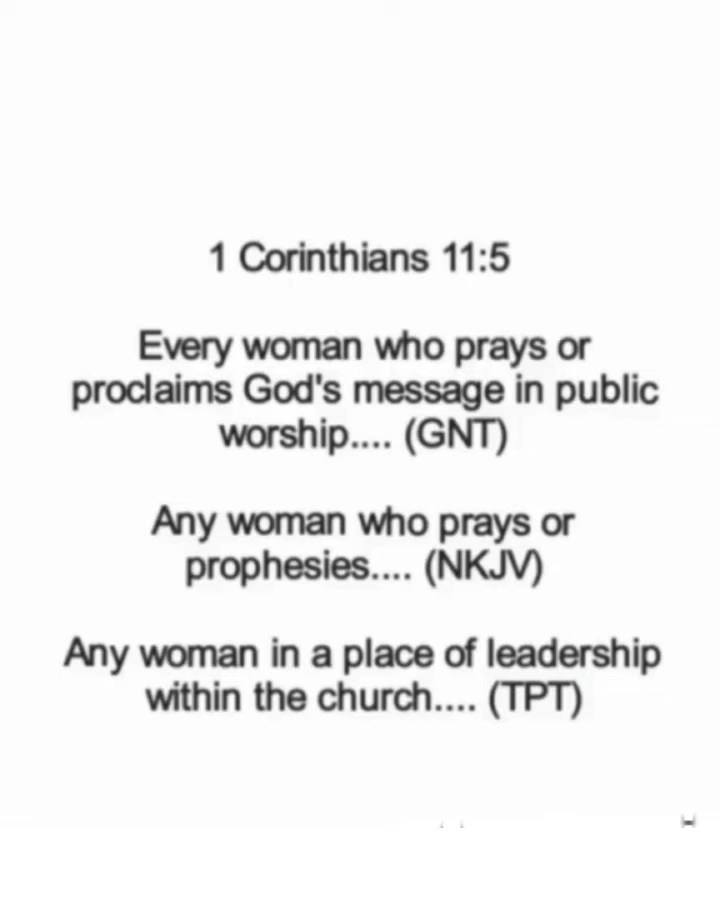 1 Corinthians 11:5
Every woman who prays or
proclaims God's message in public
worship.... (GNT)
Any woman who prays or
prophesies.... (NKJV)
Any woman in a place of leadership
within the church.... (TPT)